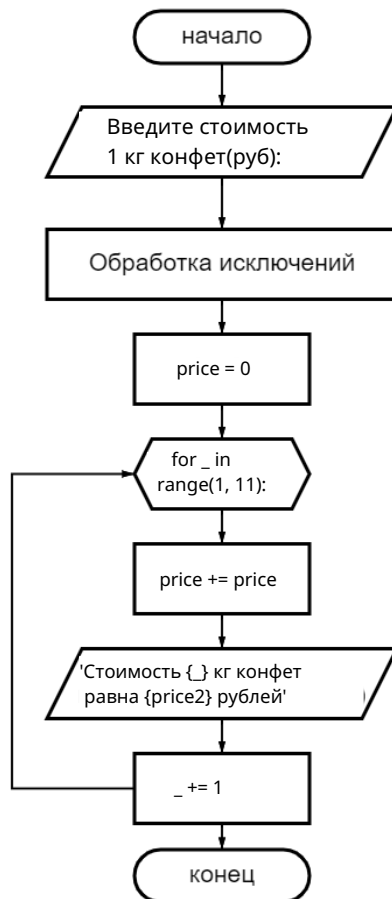 начало
Введите стоимость
1 кг конфет(руб):
Обработка исключений
price = 0
for _ in
range(1, 11):
price += price
'Стоимость {_} кг конфет
равна {price2} рублей'
_ += 1
конец